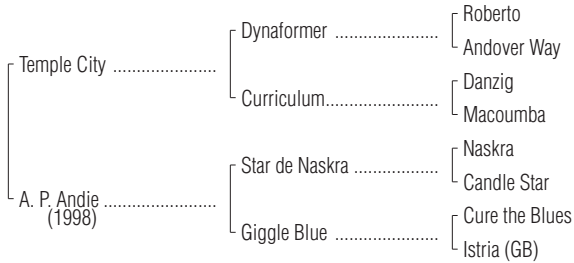 Roberto
Dynaformer ..................
Andover Way
Temple City ..................
Danzig
Curriculum....................
Macoumba
Naskra
Star de Naskra ...............
Candle Star
A. P. Andie ....................
(1998)
Cure the Blues
Giggle Blue ..................
Istria (GB)